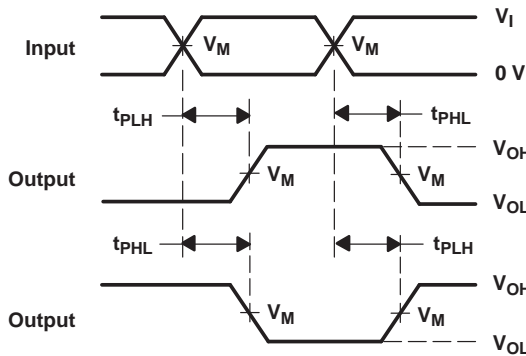 V_I
Input V_M V_M
0 V
t_PLH t_PHL
V_OH
Output V_M V_M
V_OL
t_PHL t_PLH
V_OH
Output V_M V_M
V_OL